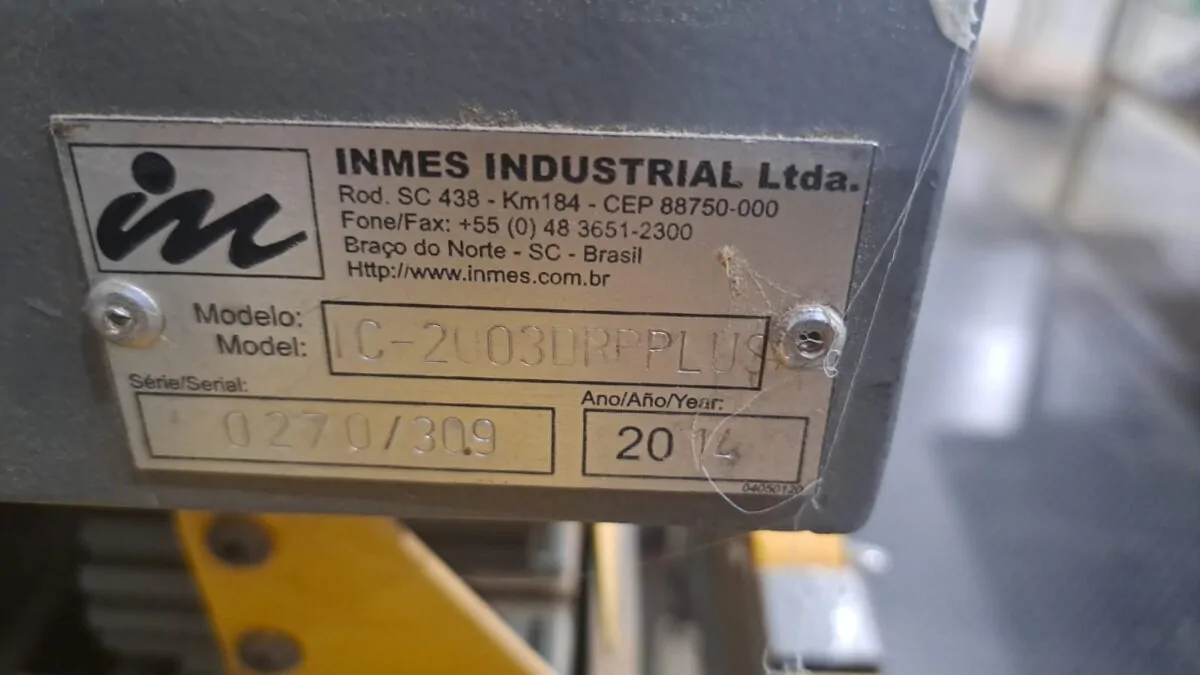 im
INMES INDUSTRIAL Ltda.
Rod. SC 438 - Km184 - CEP 88750-000
Fone/Fax: +55 (0) 48 3651-2300
Braço do Norte - SC - Brasil
Http://www.inmes.com.br
Modelo:
Model:
IC-2003DRPPLUS
Série/Serial:
0270/309
Ano/Año/Year:
2014
04050120